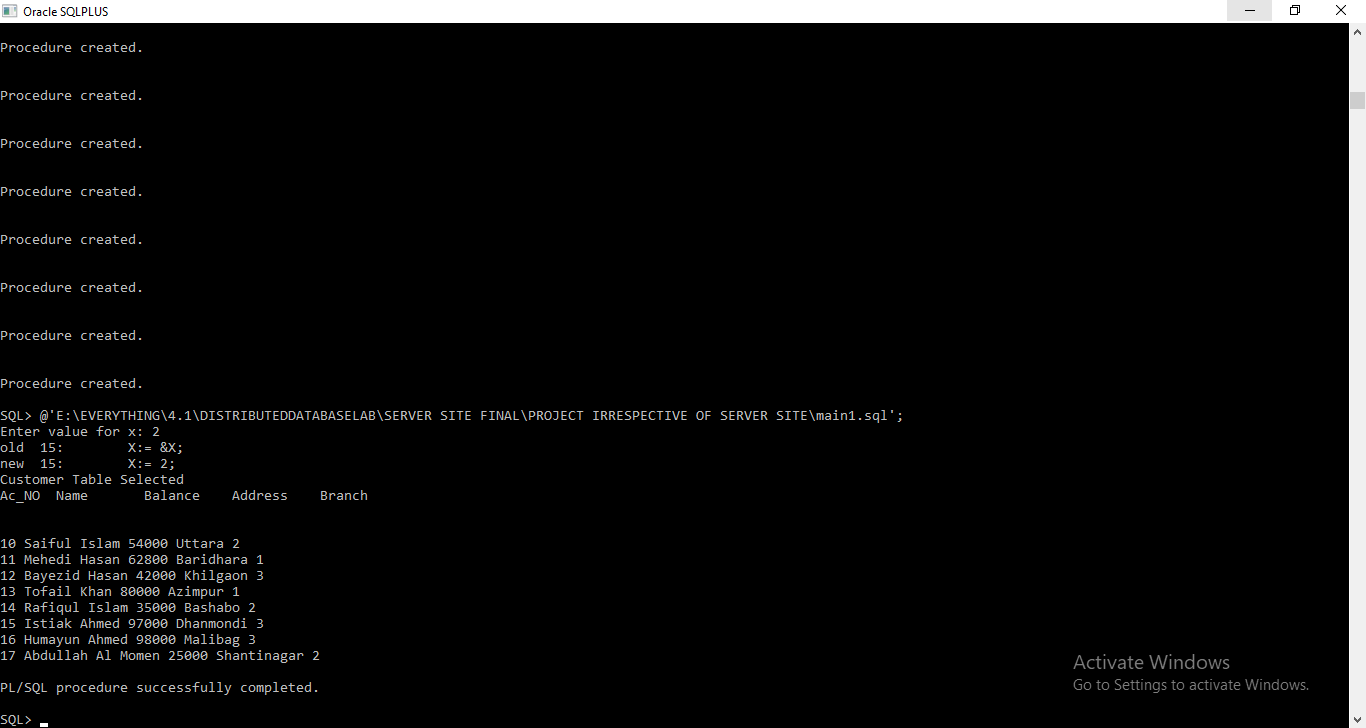 Oracle SQLPLUS
Procedure created.
Procedure created.
Procedure created.
Procedure created.
Procedure created.
Procedure created.
Procedure created.
Procedure created.
SQL> @'E:\EVERYTHING\4.1\DISTRIBUTEDDATABASELAB\SERVER SITE FINAL\PROJECT IRRESPECTIVE OF SERVER SITE\main1.sql';
Enter value for x: 2
old  15:        X:= &X;
new  15:        X:= 2;
Customer Table Selected
Ac_NO  Name       Balance    Address    Branch
10 Saiful Islam 54000 Uttara 2
11 Mehedi Hasan 62800 Baridhara 1
12 Bayezid Hasan 42000 Khilgaon 3
13 Tofail Khan 80000 Azimpur 1
14 Rafiqul Islam 35000 Bashabo 2
15 Istiak Ahmed 97000 Dhanmondi 3
16 Humayun Ahmed 98000 Malibag 3
17 Abdullah Al Momen 25000 Shantinagar 2
PL/SQL procedure successfully completed.
SQL>
Activate Windows
Go to Settings to activate Windows.